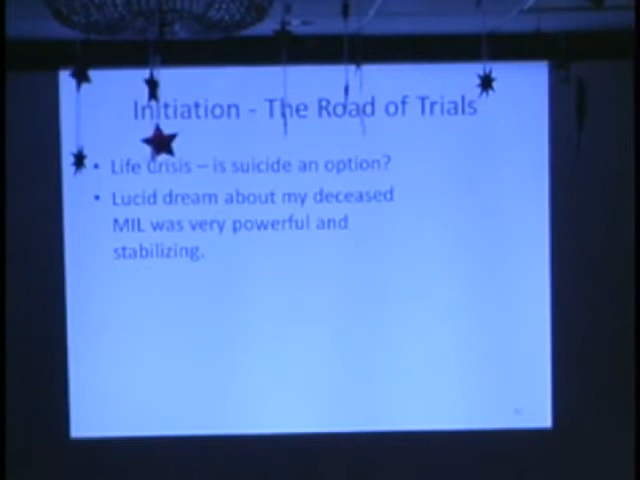 Initiation - The Road of Trials
• Life Crisis – is suicide an option?
• Lucid dream about my deceased
MIL was very powerful and
stabilizing.